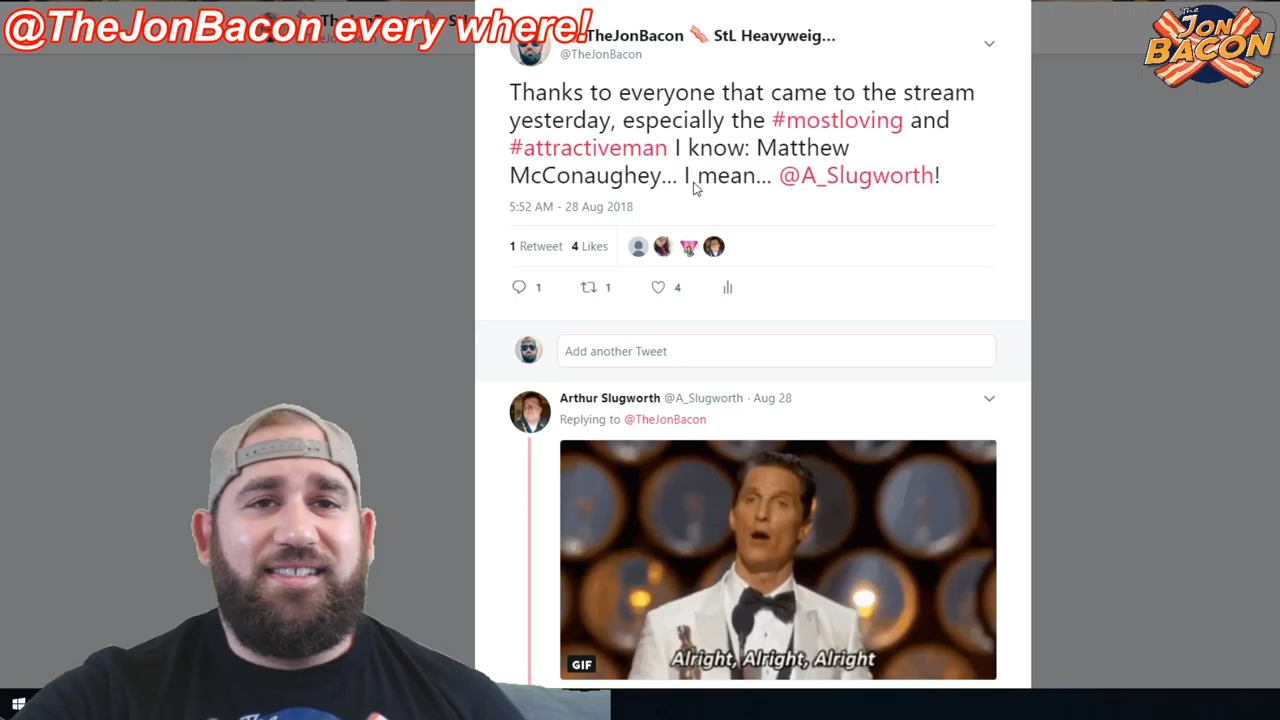 @TheJonBacon every where!
The
JON
BACON
TheJonBacon 🥓 StL Heavyweig...
@TheJonBacon
Thanks to everyone that came to the stream
yesterday, especially the #mostloving and
#attractiveman I know: Matthew
McConaughey... I mean... @A_Slugworth!
5:52 AM - 28 Aug 2018
1 Retweet 4 Likes
1 1 4
Add another Tweet
Arthur Slugworth @A_Slugworth · Aug 28
Replying to @TheJonBacon
Alright, Alright, Alright
GIF
The